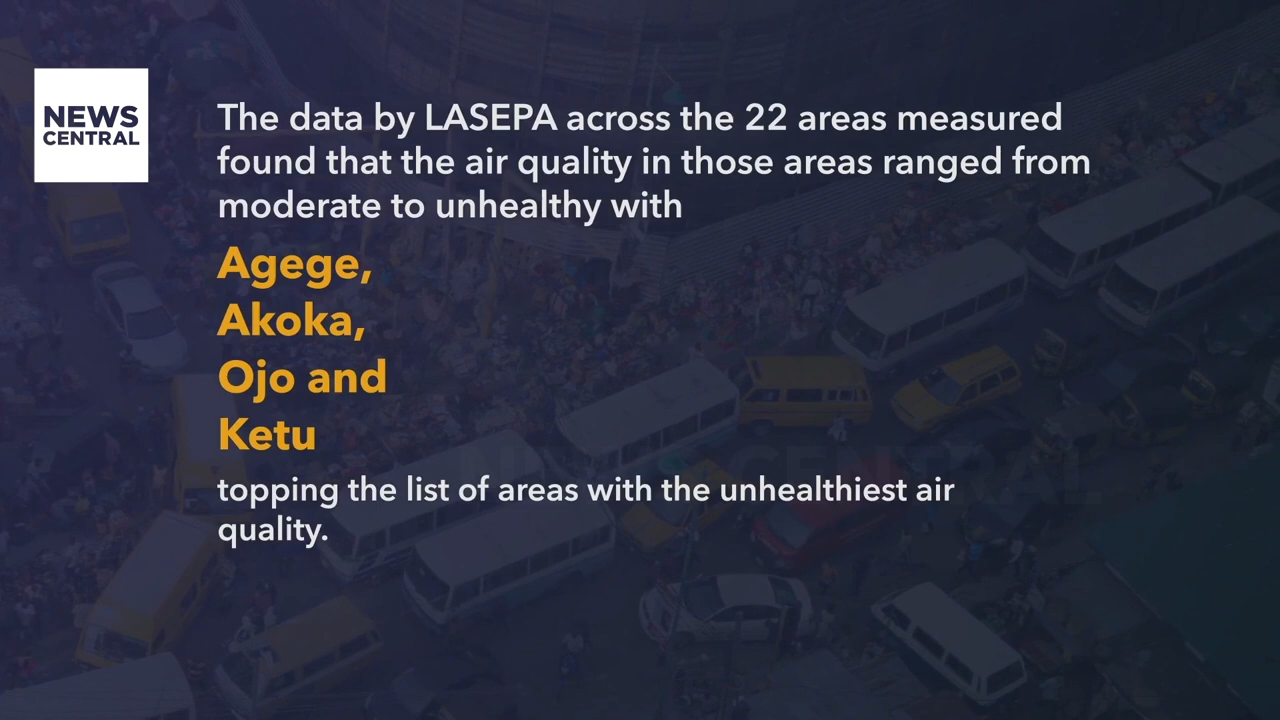 NEWS
CENTRAL
The data by LASEPA across the 22 areas measured
found that the air quality in those areas ranged from
moderate to unhealthy with
Agege,
Akoka,
Ojo and
Ketu
topping the list of areas with the unhealthiest air
quality.